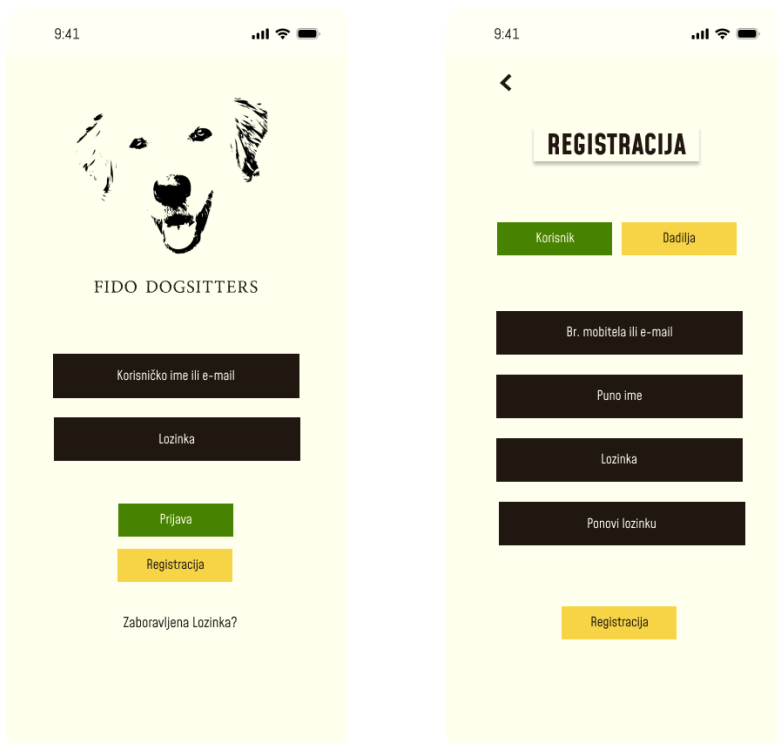 9:41
FIDO DOGSITTERS
Korisničko ime ili e-mail
Lozinka
Prijava
Registracija
Zaboravljena Lozinka?
9:41
REGISTRACIJA
Korisnik
Dadilja
Br. mobitela ili e-mail
Puno ime
Lozinka
Ponovi lozinku
Registracija